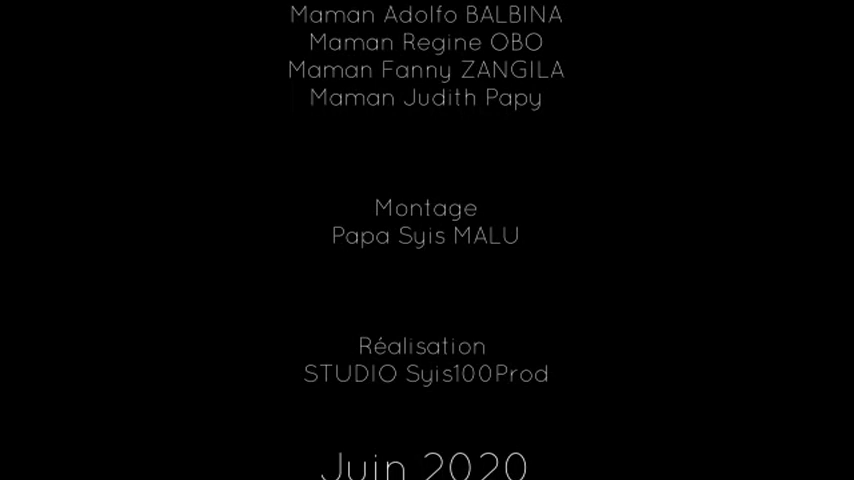 Maman Adolfo BALBINA
Maman Regine OBO
Maman Fanny ZANGILA
Maman Judith Papy
Montage
Papa Syis MALU
Réalisation
STUDIO Syis100Prod
Juin 2020